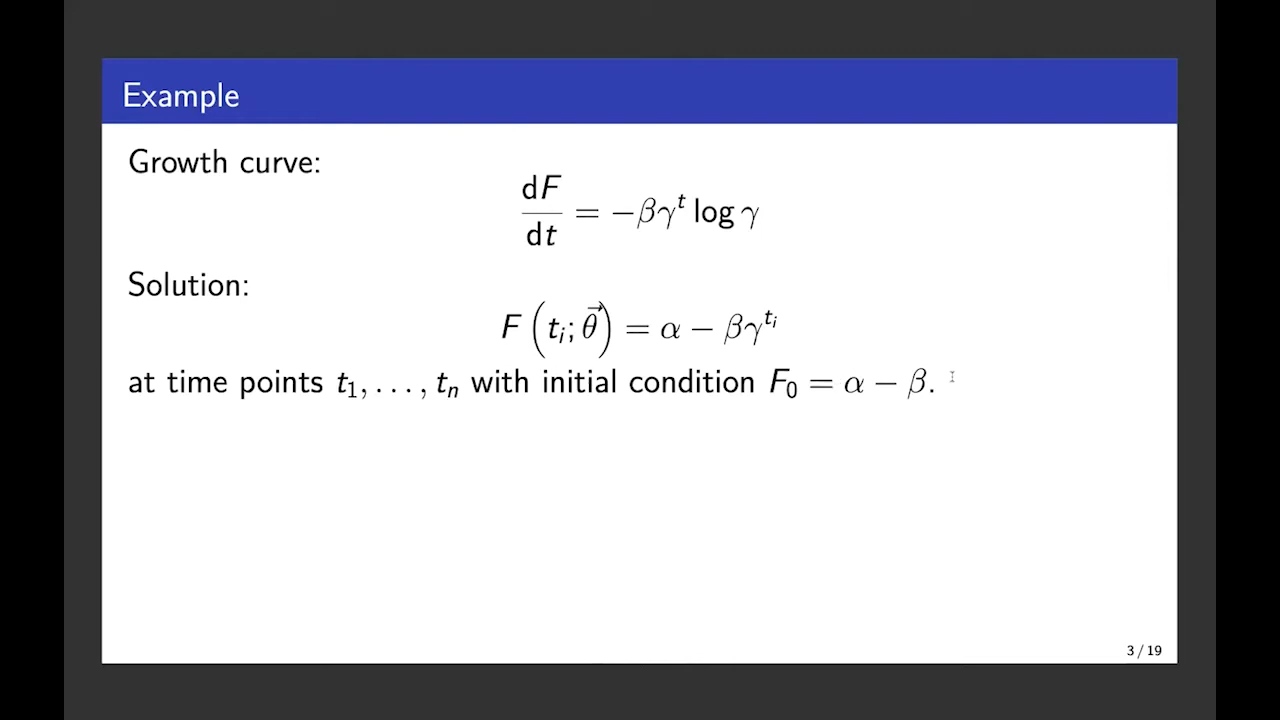 Example
Growth curve:
dF/dt = −βγ^t log γ
Solution:
F (t_i; θ⃗) = α − βγ^{t_i}
at time points t_1, . . . , t_n with initial condition F_0 = α − β.
3 / 19